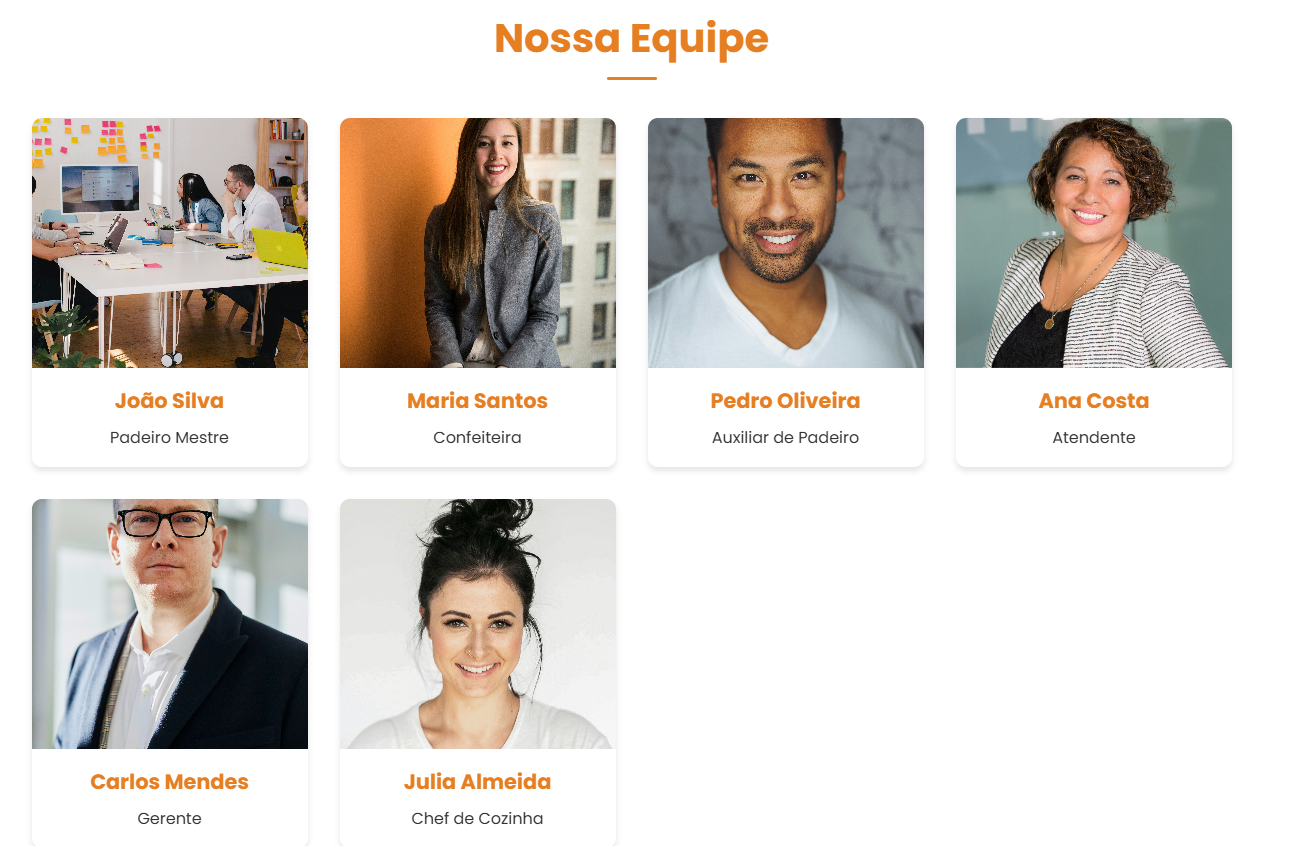 Nossa Equipe
João Silva
Padeiro Mestre
Maria Santos
Confeiteira
Pedro Oliveira
Auxiliar de Padeiro
Ana Costa
Atendente
Carlos Mendes
Gerente
Julia Almeida
Chef de Cozinha